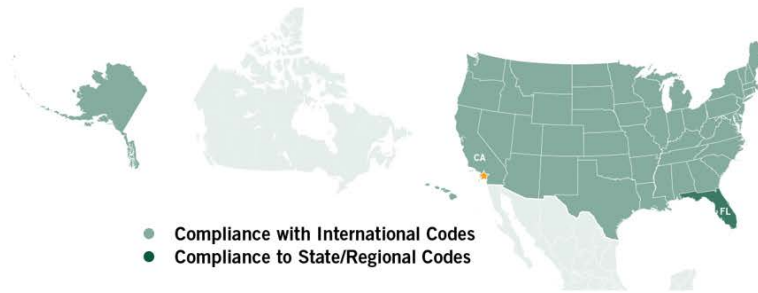 CA
FL
Compliance with International Codes
Compliance to State/Regional Codes